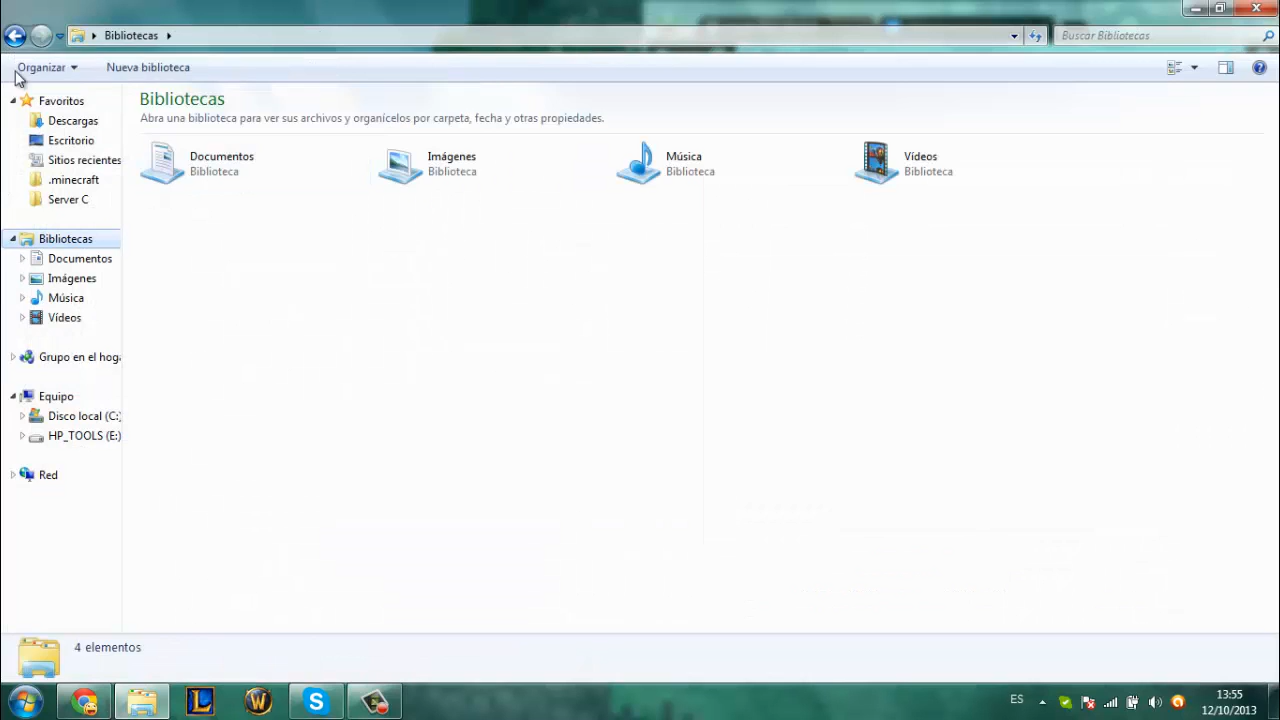 Bibliotecas
Buscar Bibliotecas
Organizar
Nueva biblioteca
Favoritos
Descargas
Escritorio
Sitios recientes
.minecraft
Server C
Bibliotecas
Documentos
Imágenes
Música
Vídeos
Grupo en el hoga
Equipo
Disco local (C:)
HP_TOOLS (E:)
Red
Bibliotecas
Abra una biblioteca para ver sus archivos y organícelos por carpeta, fecha y otras propiedades.
Documentos
Biblioteca
Imágenes
Biblioteca
Música
Biblioteca
Vídeos
Biblioteca
4 elementos
L
W
S
ES
13:55
12/10/2013